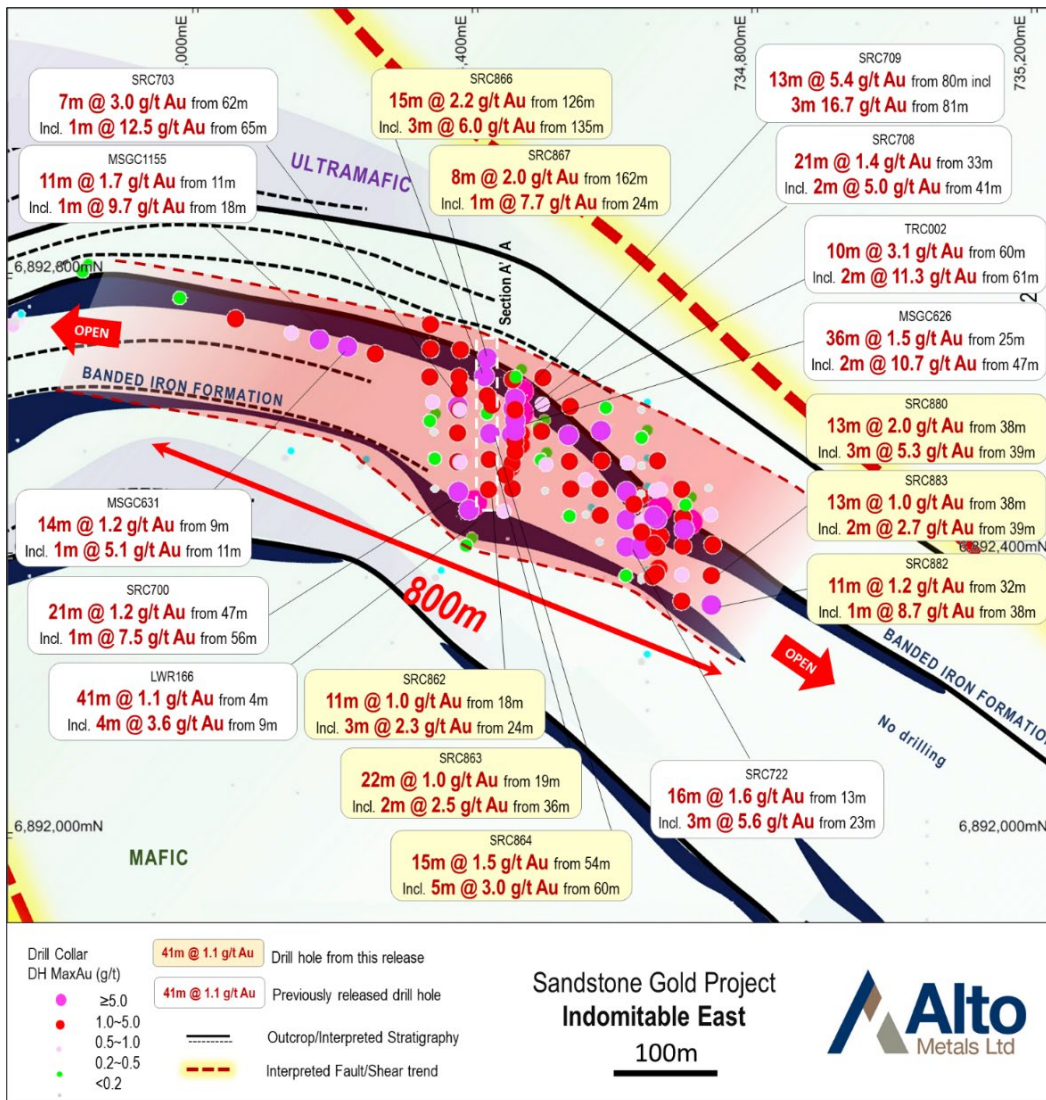 ,000mE
,400mE
734,800mE
735,200mE
SRC703
7m @ 3.0 g/t Au from 62m
Incl. 1m @ 12.5 g/t Au from 65m
SRC866
15m @ 2.2 g/t Au from 126m
Incl. 3m @ 6.0 g/t Au from 135m
SRC709
13m @ 5.4 g/t Au from 80m incl
3m 16.7 g/t Au from 81m
MSGC1155
11m @ 1.7 g/t Au from 11m
Incl. 1m @ 9.7 g/t Au from 18m
ULTRAMAFIC
SRC867
8m @ 2.0 g/t Au from 162m
Incl. 1m @ 7.7 g/t Au from 24m
SRC708
21m @ 1.4 g/t Au from 33m
Incl. 2m @ 5.0 g/t Au from 41m
TRC002
10m @ 3.1 g/t Au from 60m
Incl. 2m @ 11.3 g/t Au from 61m
6,892,800mN
Section A' A
2
OPEN
MSGC626
36m @ 1.5 g/t Au from 25m
Incl. 2m @ 10.7 g/t Au from 47m
BANDED IRON FORMATION
SRC880
13m @ 2.0 g/t Au from 38m
Incl. 3m @ 5.3 g/t Au from 39m
SRC883
13m @ 1.0 g/t Au from 38m
Incl. 2m @ 2.7 g/t Au from 39m
MSGC631
14m @ 1.2 g/t Au from 9m
Incl. 1m @ 5.1 g/t Au from 11m
6,892,400mN
SRC882
11m @ 1.2 g/t Au from 32m
Incl. 1m @ 8.7 g/t Au from 38m
SRC700
21m @ 1.2 g/t Au from 47m
Incl. 1m @ 7.5 g/t Au from 56m
800m
OPEN
BANDED IRON FORMATION
LWR166
41m @ 1.1 g/t Au from 4m
Incl. 4m @ 3.6 g/t Au from 9m
SRC862
11m @ 1.0 g/t Au from 18m
Incl. 3m @ 2.3 g/t Au from 24m
No drilling
SRC863
22m @ 1.0 g/t Au from 19m
Incl. 2m @ 2.5 g/t Au from 36m
SRC722
16m @ 1.6 g/t Au from 13m
Incl. 3m @ 5.6 g/t Au from 23m
6,892,000mN
6,892,000mN
MAFIC
SRC864
15m @ 1.5 g/t Au from 54m
Incl. 5m @ 3.0 g/t Au from 60m
Drill Collar
DH MaxAu (g/t)
≥5.0
1.0~5.0
0.5~1.0
0.2~0.5
<0.2
41m @ 1.1 g/t Au Drill hole from this release
41m @ 1.1 g/t Au Previously released drill hole
Outcrop/Interpreted Stratigraphy
Interpreted Fault/Shear trend
Sandstone Gold Project
Indomitable East
100m
Alto
Metals Ltd